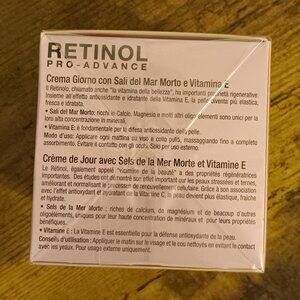 RETINOL
PRO-ADVANCE
Crema Giorno con Sali del Mar Morto e Vitamina E
Il Retinolo, chiamato anche "la vitamina della bellezza", ha importanti proprietà rigenerative.
Insieme all'effetto antiossidante e idratante della Vitamina E, la pelle diventa più elastica,
fresca e idratata.
• Sali del Mar Morto: ricchi in Calcio, Magnesio e molti altri oligo elementi sono unici per la
loro alta concentrazione di minerali.
• Vitamina E: è fondamentale per la difesa antiossidante della pelle.
Modo d'uso: Applicare ogni mattina su viso e collo puliti, massaggiando fino a completo
assorbimento. Evitare il contatto con gli occhi. Solo per uso esterno.
Crème de Jour avec Sels de la Mer Morte et Vitamine E
Le Rétinol, également appelé "Vitamine de la beauté" a des propriétés régénératrices
importantes. Des études ont démontré son effet important sur les peaux stressées et ternes,
améliorant et normalisant le processus de renouvellement cellulaire. Grâce à son association
avec l'effet antioxydant et hydratant de la Vitamine C, la peau devient plus élastique, fraîche
et hydratée.
• Sels de la Mer Morte : riches de calcium, de magnésium et de beaucoup d'autres
oligoéléments, uniques pour leur haute concentration de minéraux et pour leurs propriétés
énergisantes.
• Vitamine E : La Vitamine E est essentielle pour la défense antioxydante de la peau.
Conseils d'utilisation : Appliquer le matin sur visage et le cou nettoyés en évitant le contact
avec les yeux. Pour usage externe uniquement.